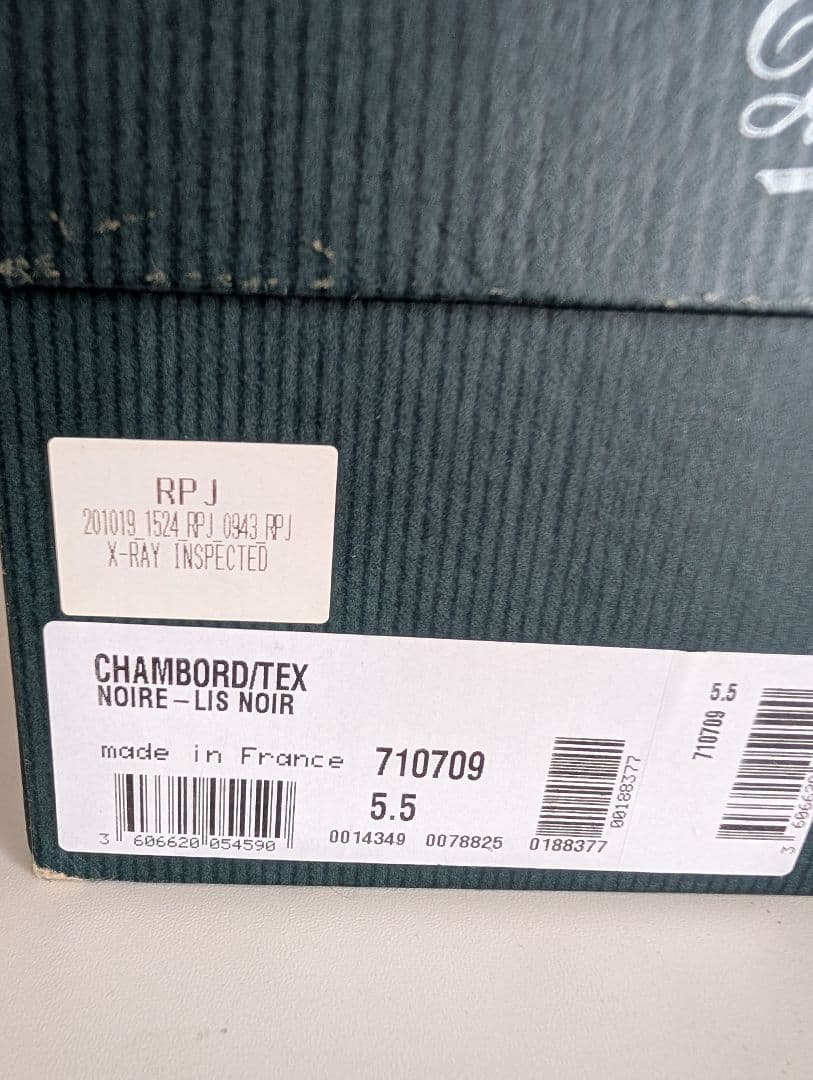 RPJ
201019_1524_RPJ_0943_RPJ
X-RAY INSPECTED
CHAMBORD/TEX
NOIRE-LIS NOIR
made in France 710709
5.5
3 606620 054590
0014349 0078825 0188377
00188377
5.5
710709